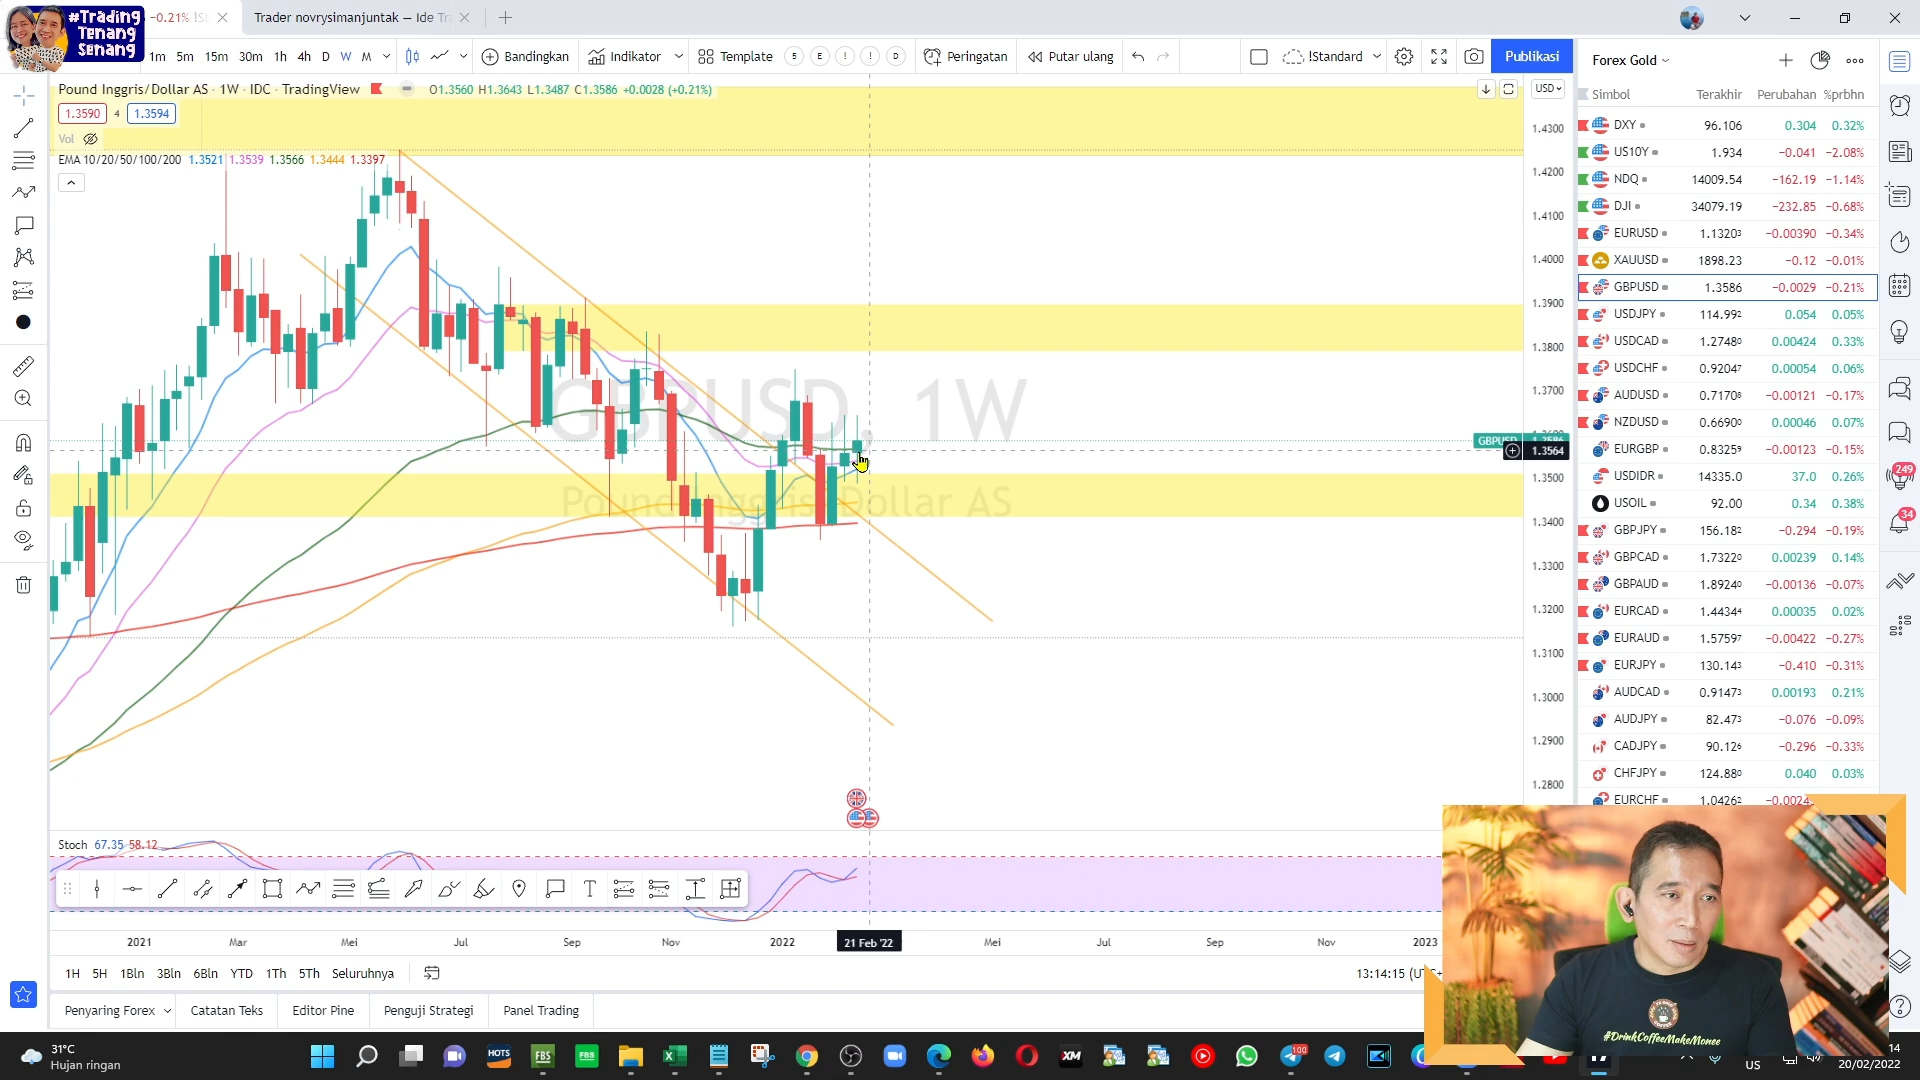 #Trading
Tenang
Senang
-0.21%
Trader novrysimanjuntak — Ide Tr
1m 5m 15m 30m 1h 4h D W M
Bandingkan
Indikator
Template
S E ! ! D
Peringatan
Putar ulang
!Standard
Publikasi
Pound Inggris/Dollar AS · 1W · IDC · TradingView
O1.3560 H1.3643 L1.3487 C1.3586 +0.0028 (+0.21%)
USD
1.3590 4 1.3594
Vol
EMA 10/20/50/100/200 1.3521 1.3539 1.3566 1.3444 1.3397
GBPUSD, 1W
Pound Inggris/Dollar AS
1.4300
1.4200
1.4100
1.4000
1.3900
1.3800
1.3700
GBPUSD 1.3586
1.3564
1.3500
1.3400
1.3300
1.3200
1.3100
1.3000
1.2900
1.2800
Stoch 67.35 58.12
2021 Mar Mei Jul Sep Nov 2022 21 Feb '22 Mei Jul Sep Nov 2023
1H 5H 1Bln 3Bln 6Bln YTD 1Th 5Th Seluruhnya
13:14:15
Penyaring Forex Catatan Teks Editor Pine Penguji Strategi Panel Trading
Forex Gold
Simbol Terakhir Perubahan %prbhn
DXY 96.106 0.304 0.32%
US10Y 1.934 −0.041 −2.08%
NDQ 14009.54 −162.19 −1.14%
DJI 34079.19 −232.85 −0.68%
EURUSD 1.13203 −0.00390 −0.34%
XAUUSD 1898.23 −0.12 −0.01%
GBPUSD 1.3586 −0.0029 −0.21%
USDJPY 114.992 0.054 0.05%
USDCAD 1.27480 0.00424 0.33%
USDCHF 0.92047 0.00054 0.06%
AUDUSD 0.71708 −0.00121 −0.17%
NZDUSD 0.66900 0.00046 0.07%
EURGBP 0.83259 −0.00123 −0.15%
USDIDR 14335.0 37.0 0.26%
USOIL 92.00 0.34 0.38%
GBPJPY 156.182 −0.294 −0.19%
GBPCAD 1.73220 0.00239 0.14%
GBPAUD 1.89240 −0.00136 −0.07%
EURCAD 1.44344 0.00035 0.02%
EURAUD 1.57597 −0.00422 −0.27%
EURJPY 130.143 −0.410 −0.31%
AUDCAD 0.91473 0.00193 0.21%
AUDJPY 82.473 −0.076 −0.09%
CADJPY 90.126 −0.296 −0.33%
CHFJPY 124.880 0.040 0.03%
EURCHF 1.04262
249
34
#DrinkCoffeeMakeMonee
31°C
Hujan ringan
HOTS
FBS
FBS
XM
100
US
20/02/2022